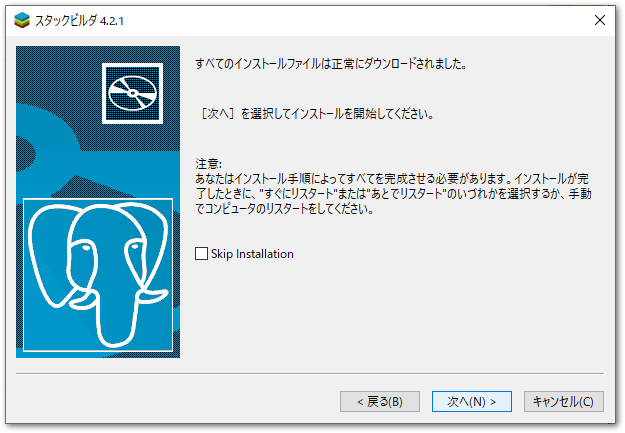 スタックビルダ 4.2.1
すべてのインストールファイルは正常にダウンロードされました。
［次へ］を選択してインストールを開始してください。
注意:
あなたはインストール手順によってすべてを完成させる必要があります。インストールが完
了したときに、"すぐにリスタート"または"あとでリスタート"のいづれかを選択するか、手動
でコンピュータのリスタートをしてください。
Skip Installation
< 戻る(B)
次へ(N) >
キャンセル(C)